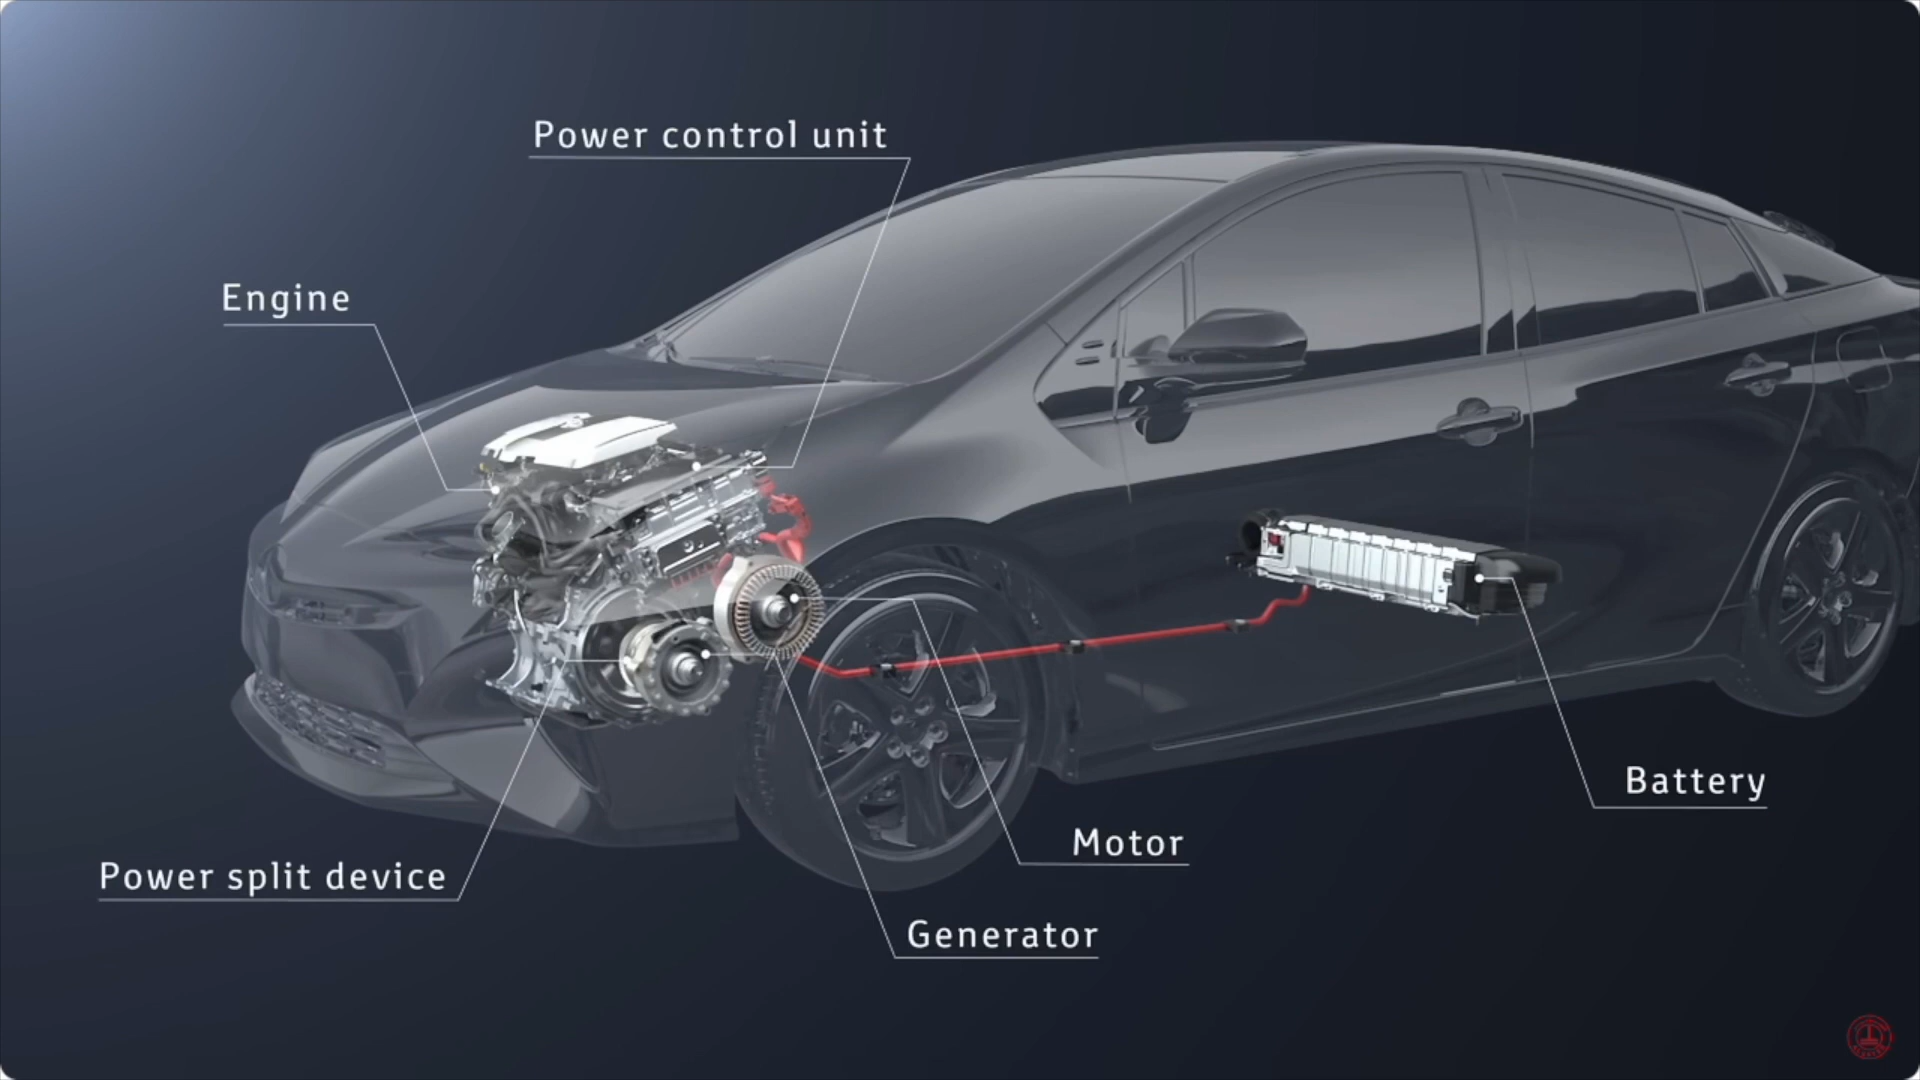 Power control unit
Engine
Battery
Motor
Power split device
Generator